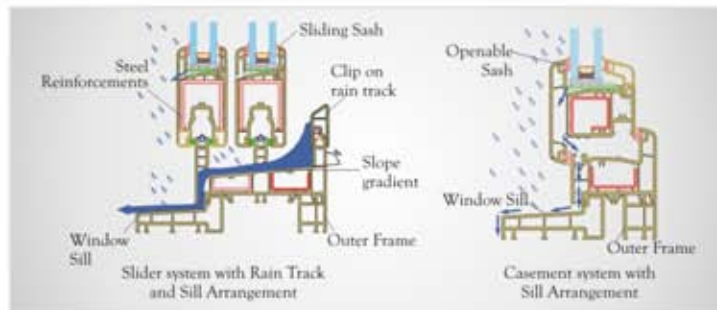 Sliding Sash
Steel
Reinforcements
Clip on
rain track
Slope
gradient
Window
Sill
Outer Frame
Slider system with Rain Track
and Sill Arrangement
Openable
Sash
Window Sill
Outer Frame
Casement system with
Sill Arrangement